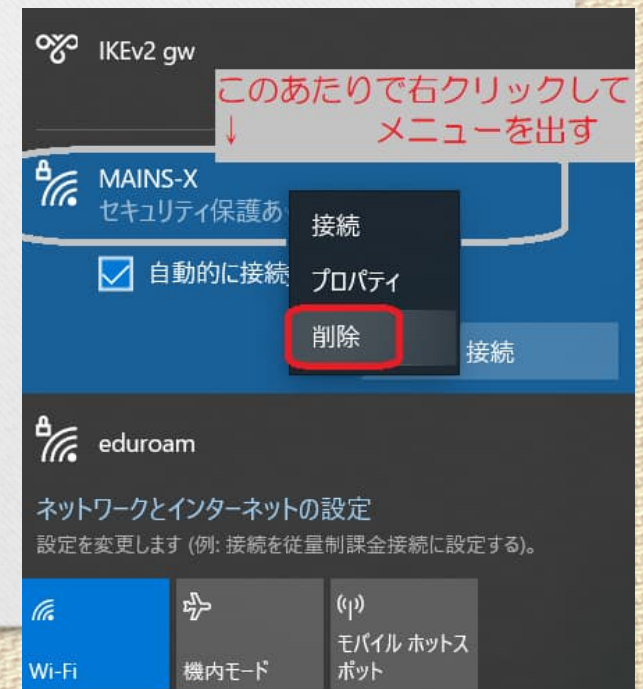 IKEv2 gw
このあたりで右クリックして
↓ メニューを出す
MAINS-X
セキュリティ保護あ
接続
自動的に接続
プロパティ
削除
接続
eduroam
ネットワークとインターネットの設定
設定を変更します (例: 接続を従量制課金接続に設定する)。
Wi-Fi
機内モード
モバイル ホットス
ポット